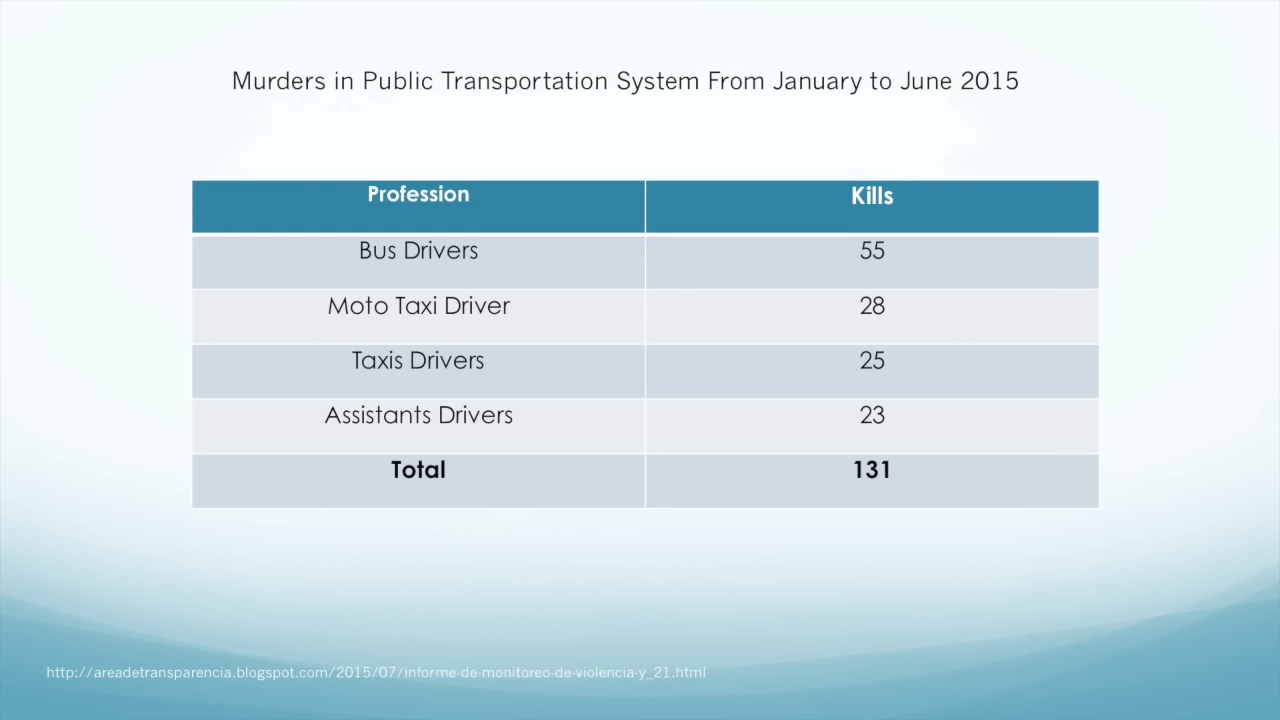 Murders in Public Transportation System From January to June 2015
Profession Kills
Bus Drivers 55
Moto Taxi Driver 28
Taxis Drivers 25
Assistants Drivers 23
Total 131
http://areadetransparencia.blogspot.com/2015/07/informe-de-monitoreo-de-violencia-y_21.html